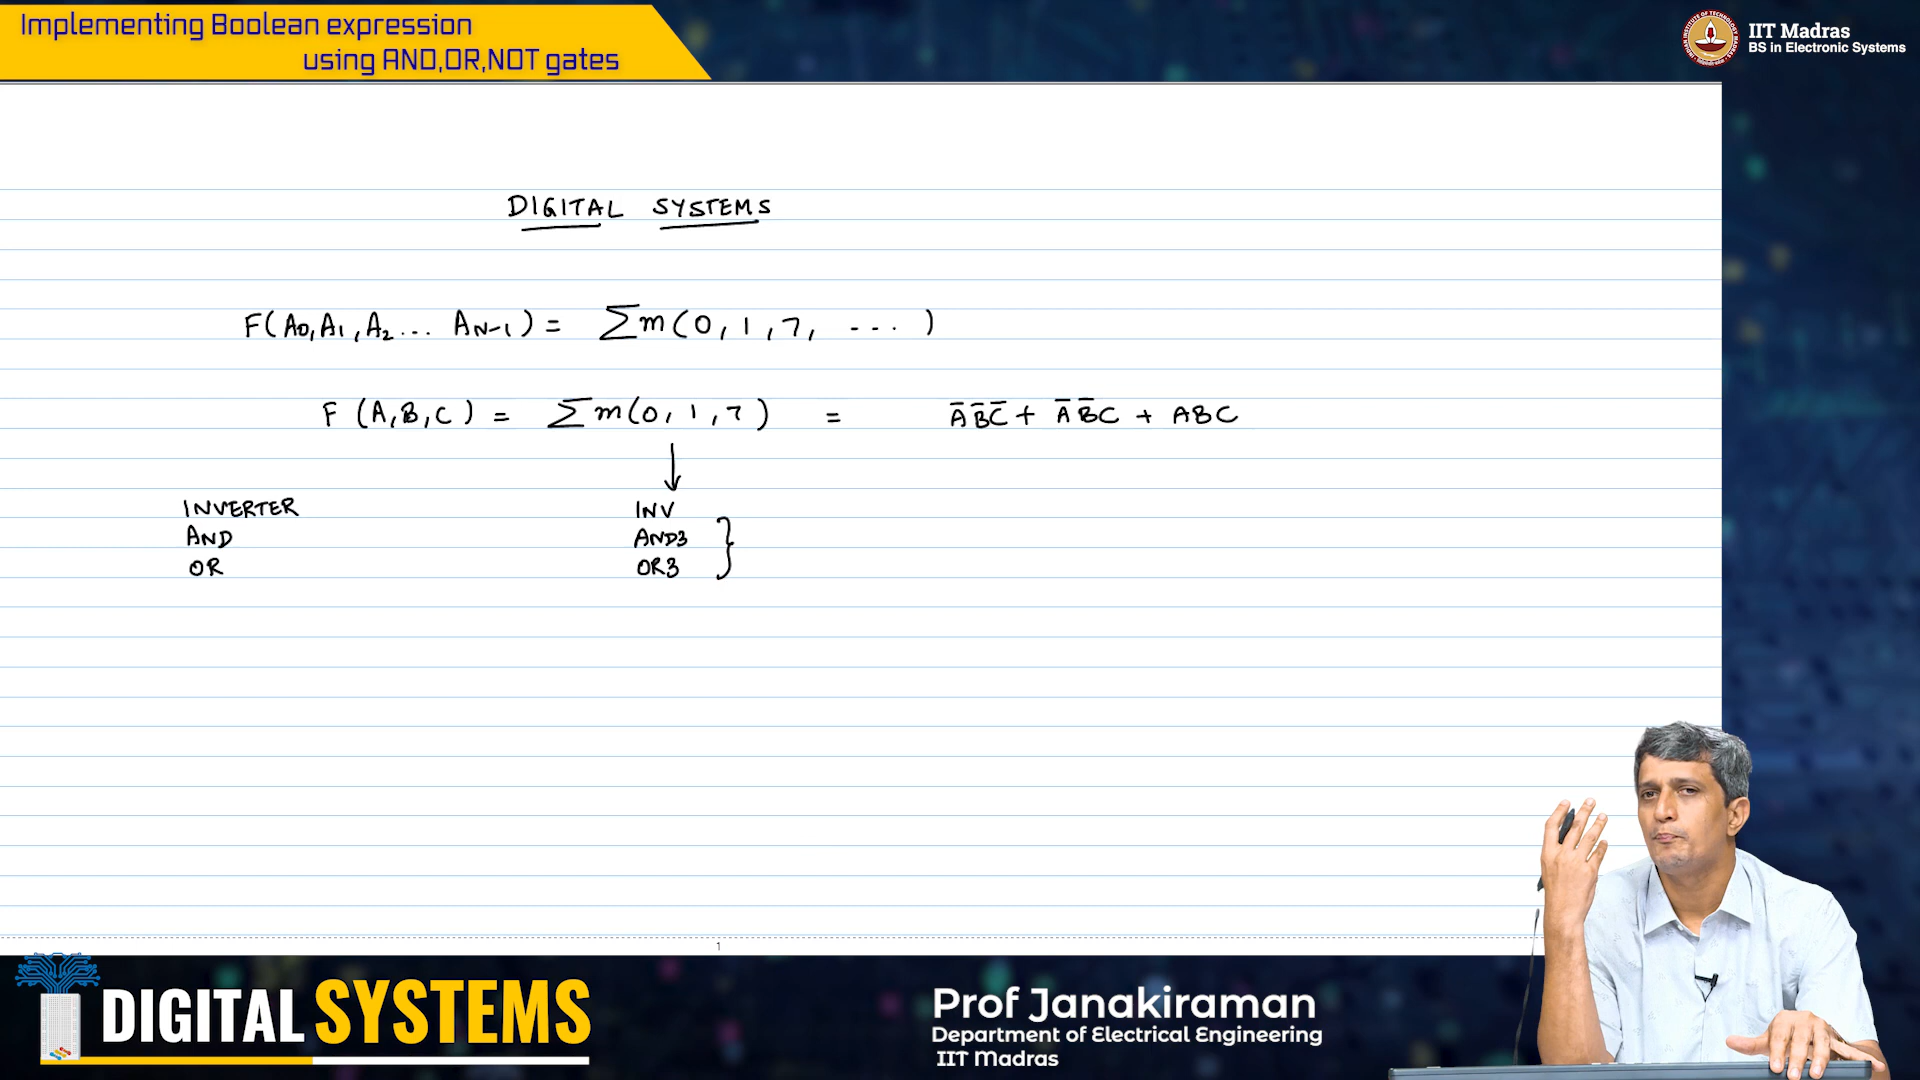 Implementing Boolean expression
using AND,OR,NOT gates
IIT Madras
BS in Electronic Systems
DIGITAL SYSTEMS
F(A0, A1, A2 ... AN-1) = ∑m(0, 1, 7, ... )
F (A,B,C) = ∑m(0, 1, 7) = A̅B̅C̅ + A̅B̅C + ABC
INVERTER INV
AND AND3
OR OR3 }
1
DIGITAL SYSTEMS
Prof Janakiraman
Department of Electrical Engineering
IIT Madras